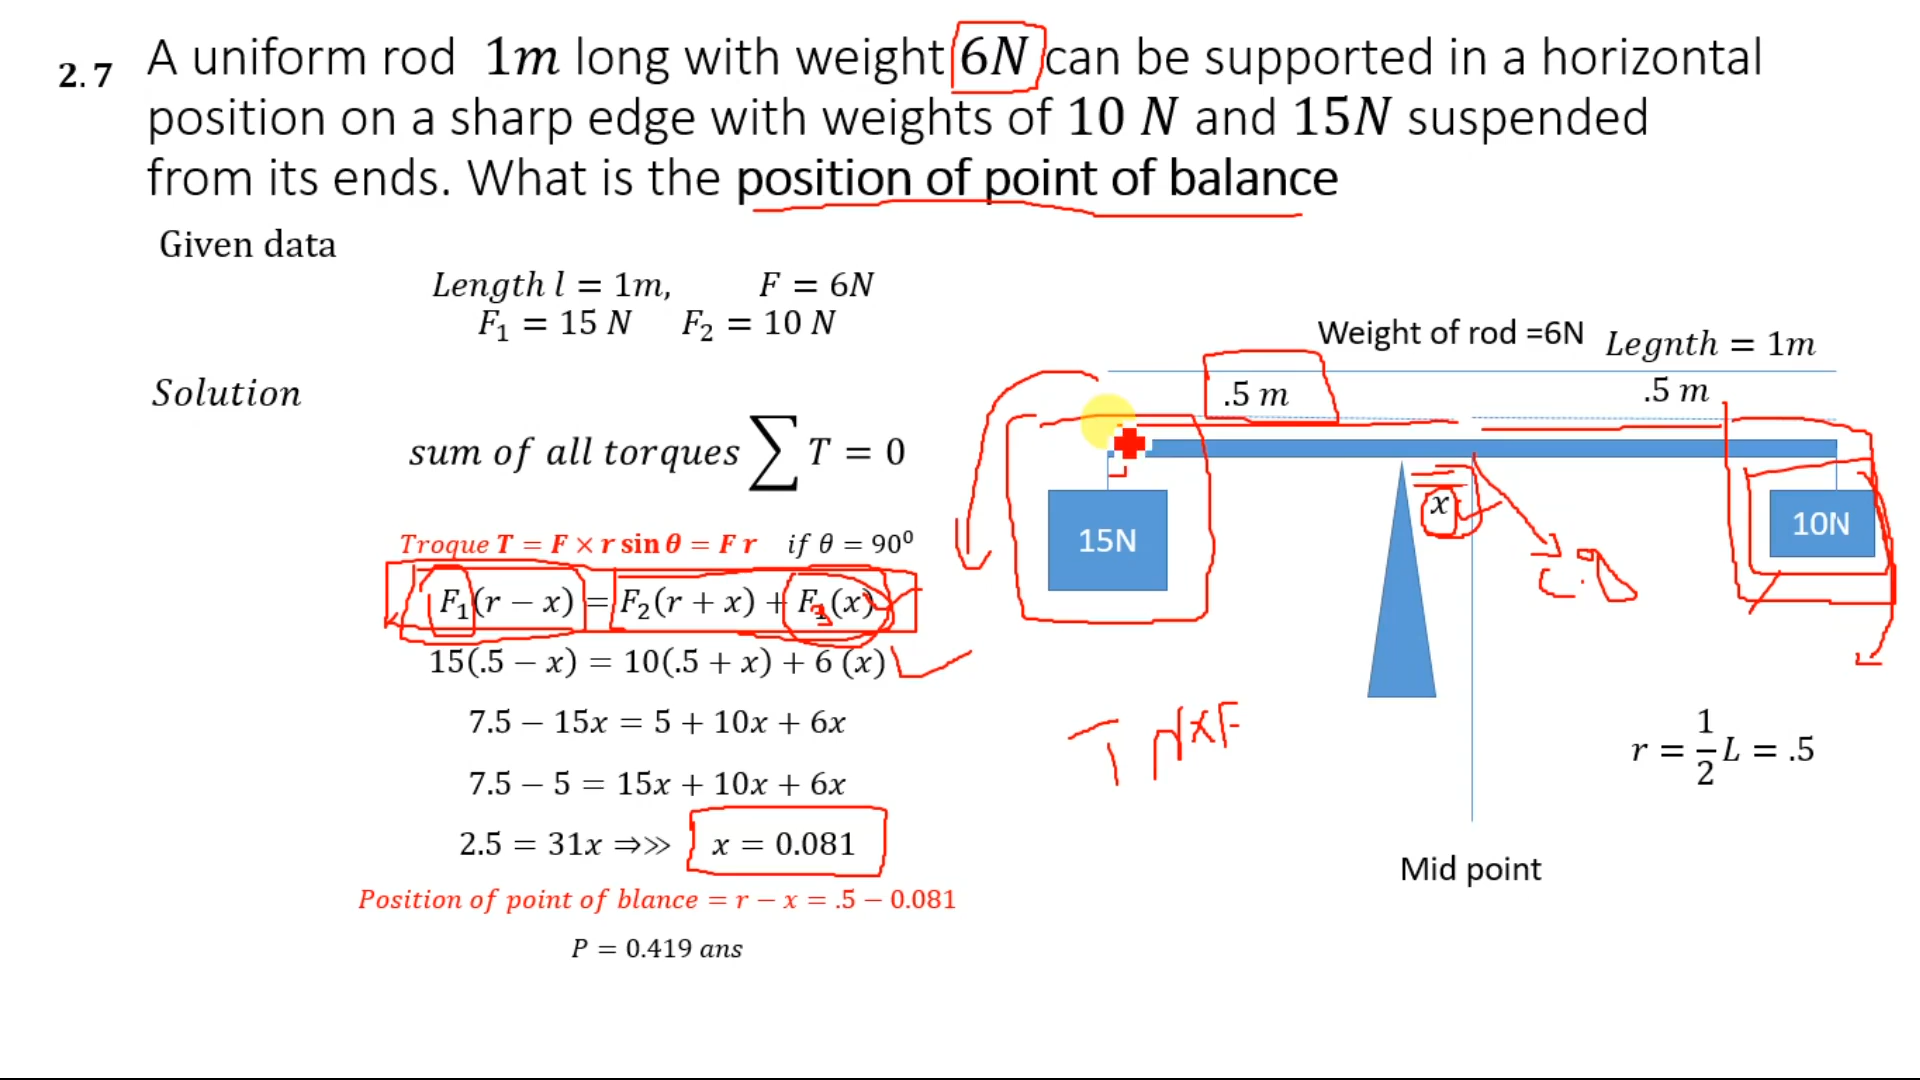 2.7 A uniform rod 1m long with weight 6N can be supported in a horizontal
position on a sharp edge with weights of 10 N and 15N suspended
from its ends. What is the position of point of balance
Given data
Length l = 1m, F = 6N
F₁ = 15 N F₂ = 10 N
Solution
sum of all torques ∑ T = 0
Troque T = F × r sin θ = F r if θ = 90⁰
F₁(r − x) = F₂(r + x) + F₃(x)
15(.5 − x) = 10(.5 + x) + 6 (x)
7.5 − 15x = 5 + 10x + 6x
7.5 − 5 = 15x + 10x + 6x
2.5 = 31x ⇒≫ x = 0.081
Position of point of blance = r − x = .5 − 0.081
P = 0.419 ans
Weight of rod =6N Legnth = 1m
.5 m .5 m
x
15N
10N
r = 1/2 L = .5
Mid point